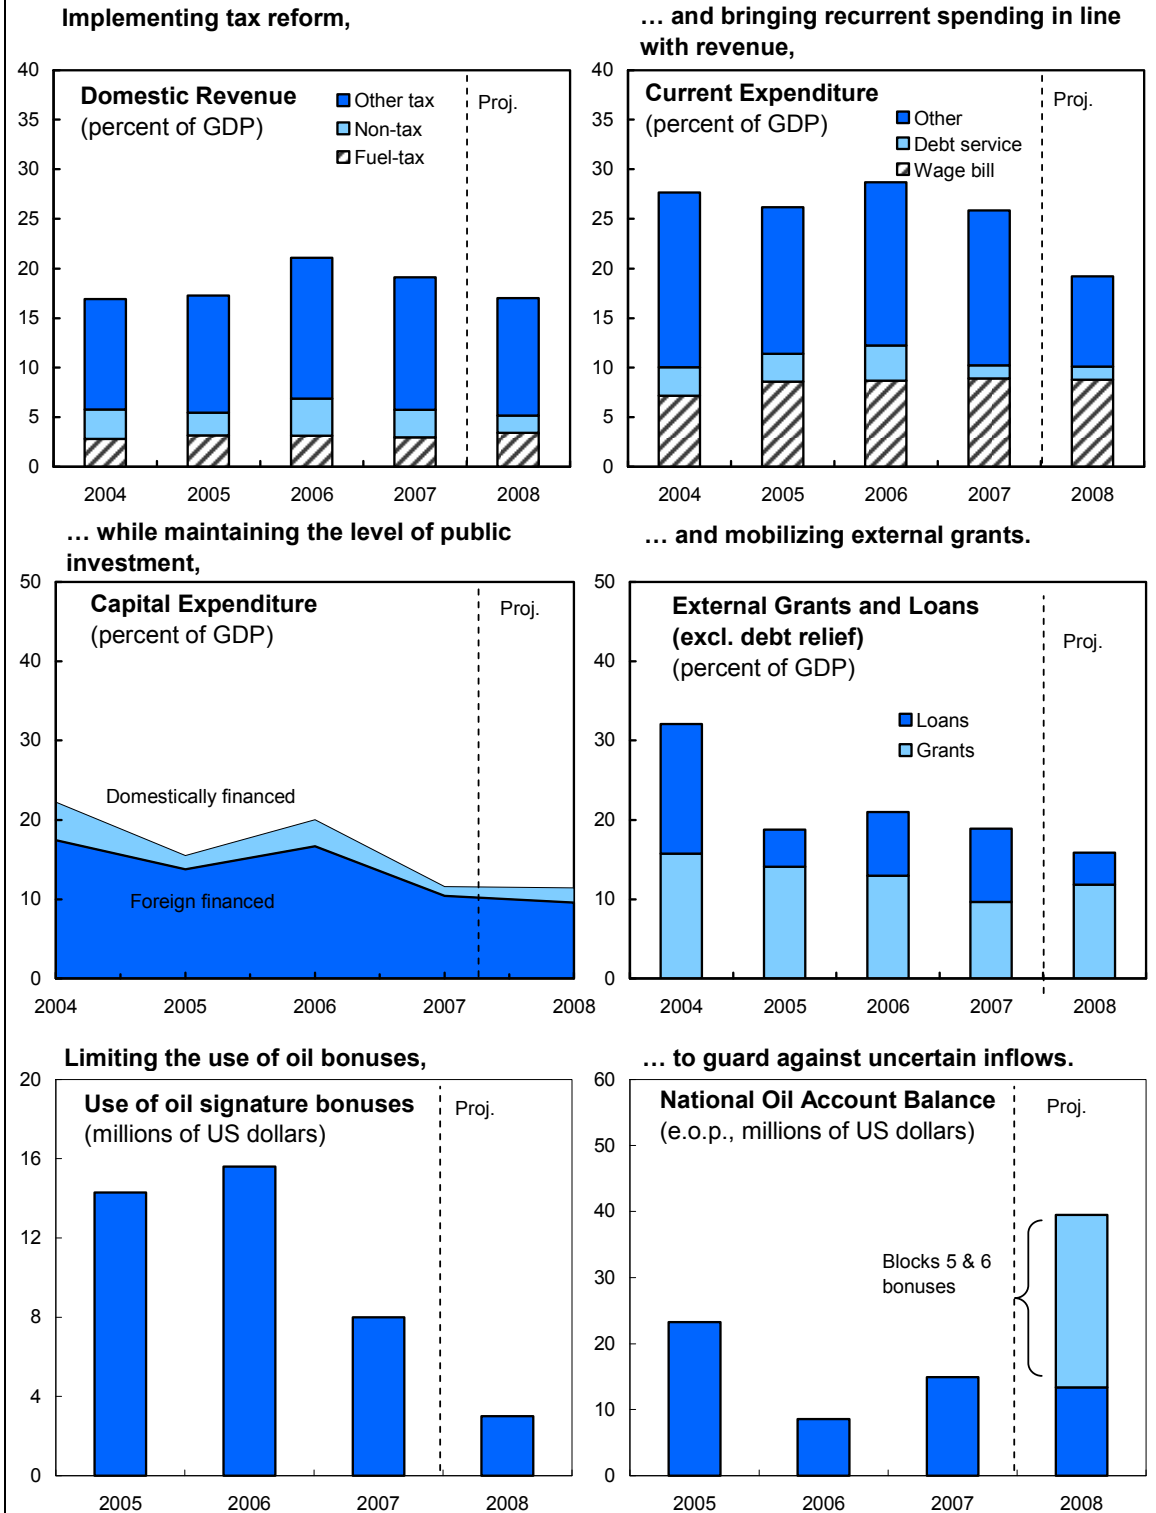 Implementing tax reform,
… and bringing recurrent spending in line
with revenue,
40
35
30
25
20
15
10
5
0
Domestic Revenue
(percent of GDP)
Other tax
Non-tax
Fuel-tax
Proj.
2004 2005 2006 2007 2008
40
35
30
25
20
15
10
5
0
Current Expenditure
(percent of GDP)
Other
Debt service
Wage bill
Proj.
2004 2005 2006 2007 2008
… while maintaining the level of public
investment,
… and mobilizing external grants.
50
40
30
20
10
0
Capital Expenditure
(percent of GDP)
Proj.
Domestically financed
Foreign financed
2004 2005 2006 2007 2008
50
40
30
20
10
0
External Grants and Loans
(excl. debt relief)
(percent of GDP)
Proj.
Loans
Grants
2004 2005 2006 2007 2008
Limiting the use of oil bonuses,
… to guard against uncertain inflows.
20
16
12
8
4
0
Use of oil signature bonuses
(millions of US dollars)
Proj.
2005 2006 2007 2008
60
50
40
30
20
10
0
National Oil Account Balance
(e.o.p., millions of US dollars)
Proj.
Blocks 5 & 6
bonuses
2005 2006 2007 2008